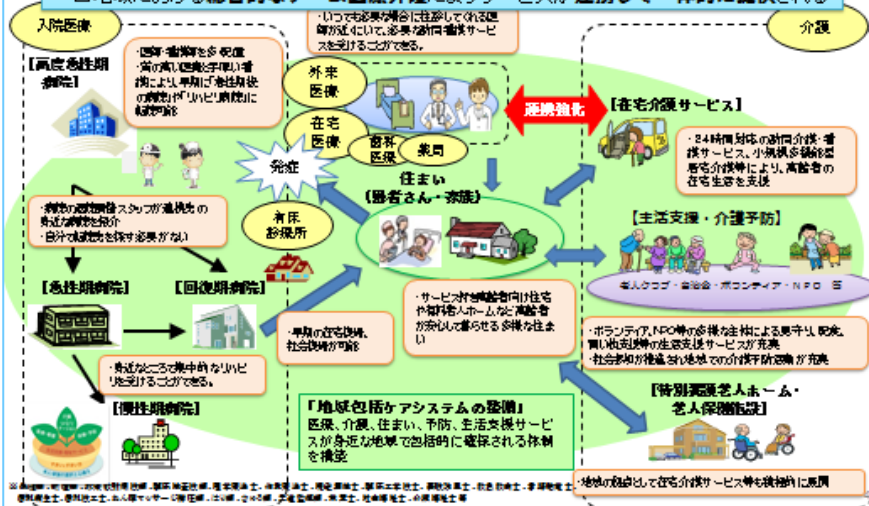 入院医療
介護
・いつでも必要な場合に往診してくれる医
師が近くにいて、必要な訪問看護サービ
スを受けることができる。
【高度急性期
病院】
・医師・看護師を多く配置
・質の高い医療と手厚い看
護により、早期に「急性期後
の病院」や「リハビリ病院」に
転院可能
外来
医療
在宅
医療
歯科
医療
薬局
連携強化
【在宅介護サービス】
・24時間対応の訪問介護・看
護サービス、小規模多機能型
居宅介護等により、高齢者の
在宅生活を支援
発症
住まい
(患者さん・家族)
有床
診療所
・病院の退院調整スタッフが連携先の
身近な病院を紹介
・自分で転院先を探す必要がない
【生活支援・介護予防】
老人クラブ・自治会・ボランティア・NPO 等
【急性期病院】
【回復期病院】
・早期の在宅復帰、
社会復帰が可能
・サービス付き高齢者向け住宅
や有料老人ホームなど高齢者
が安心して暮らせる多様な住ま
い
・ボランティア、NPO等の多様な主体による見守り、配食、
買い物支援等の生活支援サービスが充実
・社会参加が推進され地域での介護予防活動が充実
・身近なところで集中的なリハビ
リを受けることができる。
【慢性期病院】
「地域包括ケアシステムの整備」
医療、介護、住まい、予防、生活支援サービ
スが身近な地域で包括的に確保される体制
を構築
【特別養護老人ホーム・
老人保健施設】
・地域の拠点として在宅介護サービス等も積極的に展開